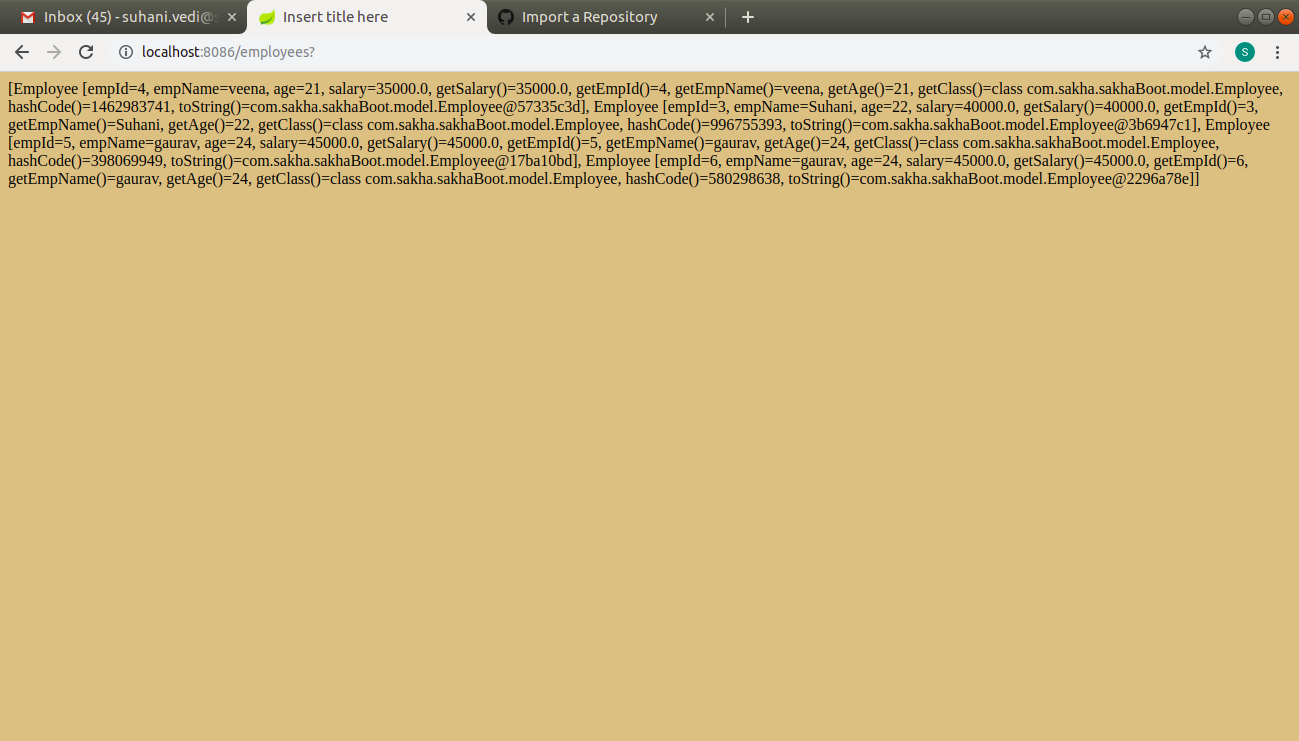 Inbox (45) - suhani.vedi@
Insert title here
Import a Repository
localhost:8086/employees?
S
[Employee [empId=4, empName=veena, age=21, salary=35000.0, getSalary()=35000.0, getEmpId()=4, getEmpName()=veena, getAge()=21, getClass()=class com.sakha.sakhaBoot.model.Employee,
hashCode()=1462983741, toString()=com.sakha.sakhaBoot.model.Employee@57335c3d], Employee [empId=3, empName=Suhani, age=22, salary=40000.0, getSalary()=40000.0, getEmpId()=3,
getEmpName()=Suhani, getAge()=22, getClass()=class com.sakha.sakhaBoot.model.Employee, hashCode()=996755393, toString()=com.sakha.sakhaBoot.model.Employee@3b6947c1], Employee
[empId=5, empName=gaurav, age=24, salary=45000.0, getSalary()=45000.0, getEmpId()=5, getEmpName()=gaurav, getAge()=24, getClass()=class com.sakha.sakhaBoot.model.Employee,
hashCode()=398069949, toString()=com.sakha.sakhaBoot.model.Employee@17ba10bd], Employee [empId=6, empName=gaurav, age=24, salary=45000.0, getSalary()=45000.0, getEmpId()=6,
getEmpName()=gaurav, getAge()=24, getClass()=class com.sakha.sakhaBoot.model.Employee, hashCode()=580298638, toString()=com.sakha.sakhaBoot.model.Employee@2296a78e]]